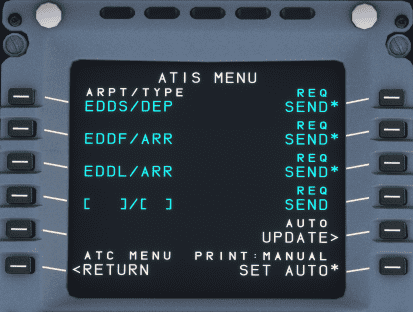 ATIS MENU
ARPT/TYPE REQ
EDDS/DEP SEND*
REQ
EDDF/ARR SEND*
REQ
EDDL/ARR SEND*
REQ
[ ]/[ ] SEND
AUTO
UPDATE>
ATC MENU PRINT:MANUAL
<RETURN SET AUTO*